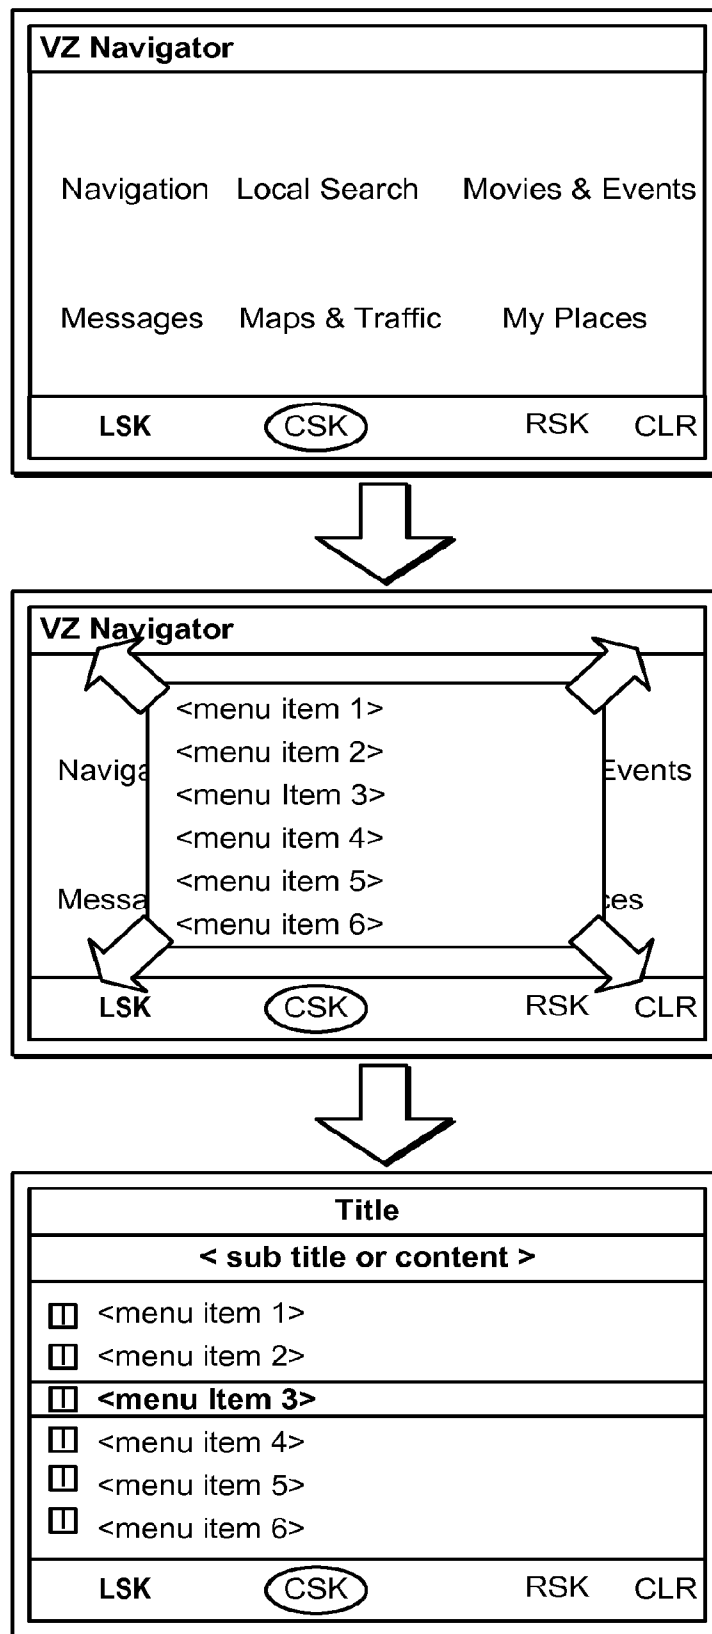 VZ Navigator
Navigation Local Search Movies & Events
Messages Maps & Traffic My Places
LSK CSK RSK CLR
VZ Navigator
<menu item 1>
<menu item 2>
Naviga Events
<menu Item 3>
<menu item 4>
<menu item 5>
Messa ces
<menu item 6>
LSK CSK RSK CLR
Title
< sub title or content >
<menu item 1>
<menu item 2>
<menu Item 3>
<menu item 4>
<menu item 5>
<menu item 6>
LSK CSK RSK CLR